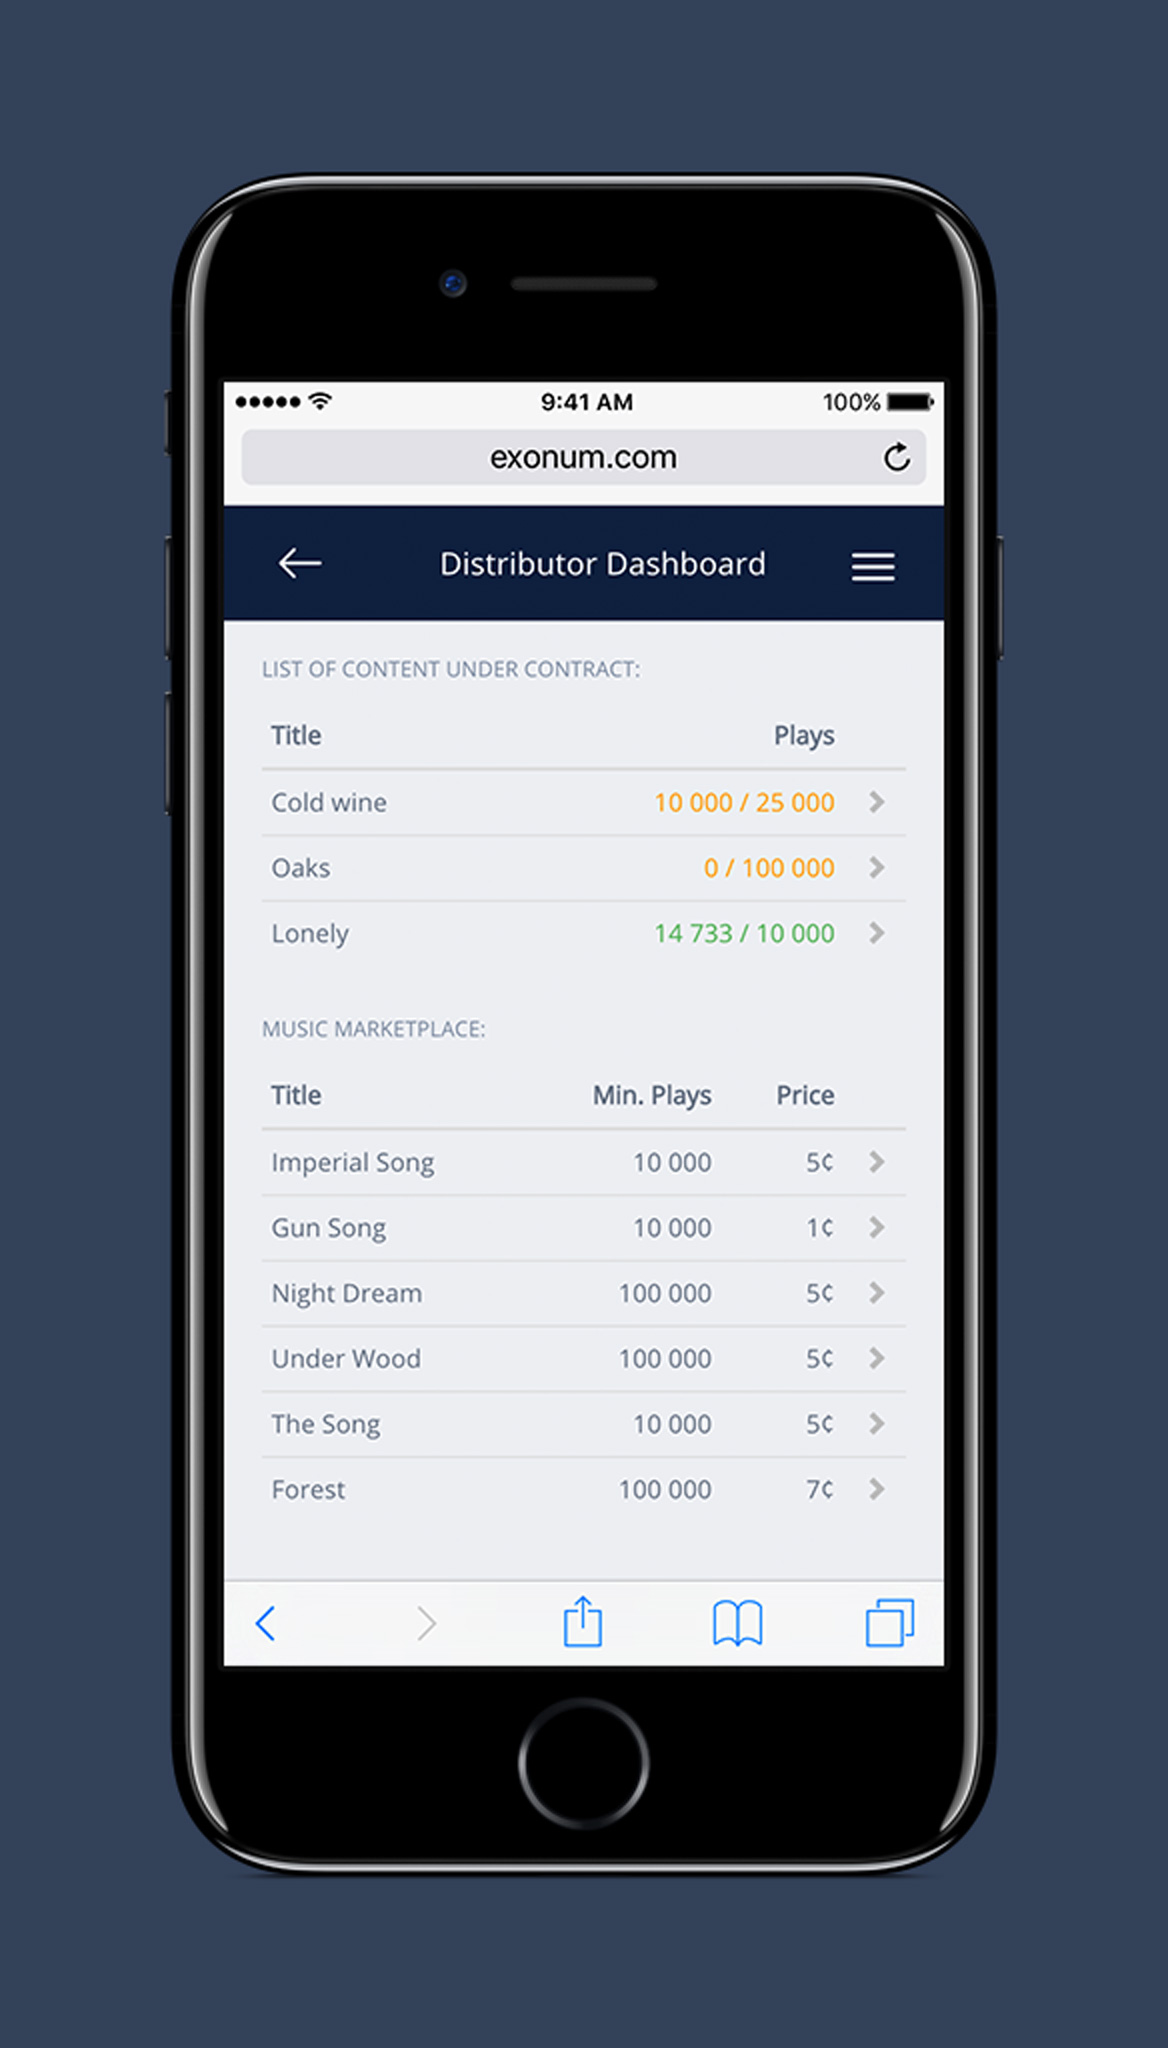 9:41 AM 100%
exonum.com
Distributor Dashboard
LIST OF CONTENT UNDER CONTRACT:
Title Plays
Cold wine 10 000 / 25 000
Oaks 0 / 100 000
Lonely 14 733 / 10 000
MUSIC MARKETPLACE:
Title Min. Plays Price
Imperial Song 10 000 5¢
Gun Song 10 000 1¢
Night Dream 100 000 5¢
Under Wood 100 000 5¢
The Song 10 000 5¢
Forest 100 000 7¢